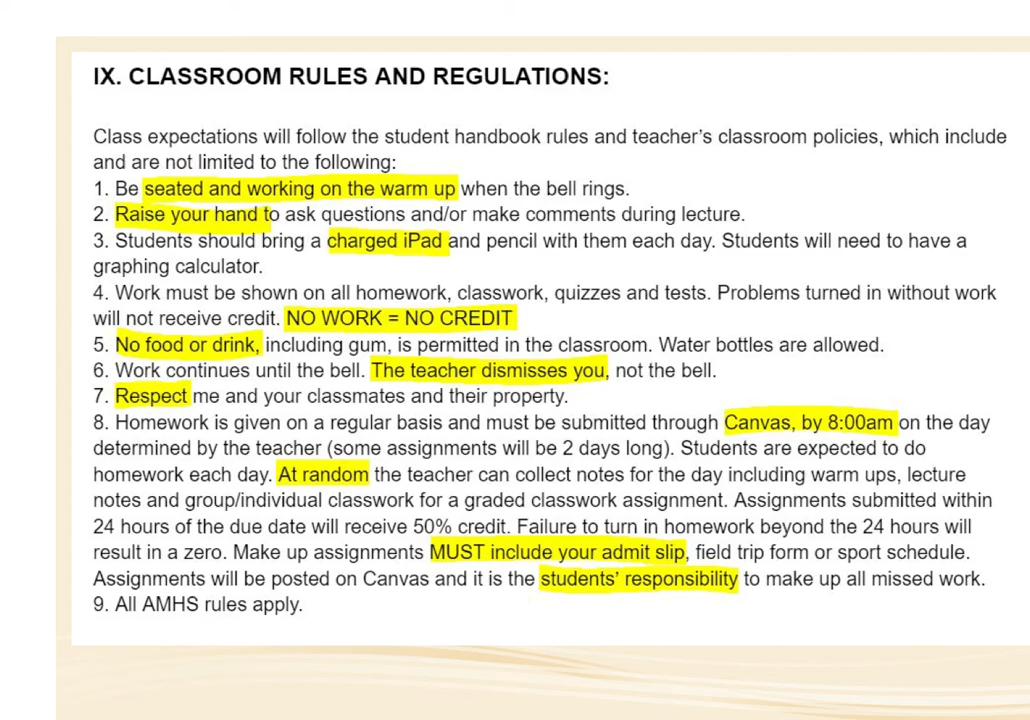 IX. CLASSROOM RULES AND REGULATIONS:
Class expectations will follow the student handbook rules and teacher's classroom policies, which include
and are not limited to the following:
1. Be seated and working on the warm up when the bell rings.
2. Raise your hand to ask questions and/or make comments during lecture.
3. Students should bring a charged iPad and pencil with them each day. Students will need to have a
graphing calculator.
4. Work must be shown on all homework, classwork, quizzes and tests. Problems turned in without work
will not receive credit. NO WORK = NO CREDIT
5. No food or drink, including gum, is permitted in the classroom. Water bottles are allowed.
6. Work continues until the bell. The teacher dismisses you, not the bell.
7. Respect me and your classmates and their property.
8. Homework is given on a regular basis and must be submitted through Canvas, by 8:00am on the day
determined by the teacher (some assignments will be 2 days long). Students are expected to do
homework each day. At random the teacher can collect notes for the day including warm ups, lecture
notes and group/individual classwork for a graded classwork assignment. Assignments submitted within
24 hours of the due date will receive 50% credit. Failure to turn in homework beyond the 24 hours will
result in a zero. Make up assignments MUST include your admit slip, field trip form or sport schedule.
Assignments will be posted on Canvas and it is the students' responsibility to make up all missed work.
9. All AMHS rules apply.